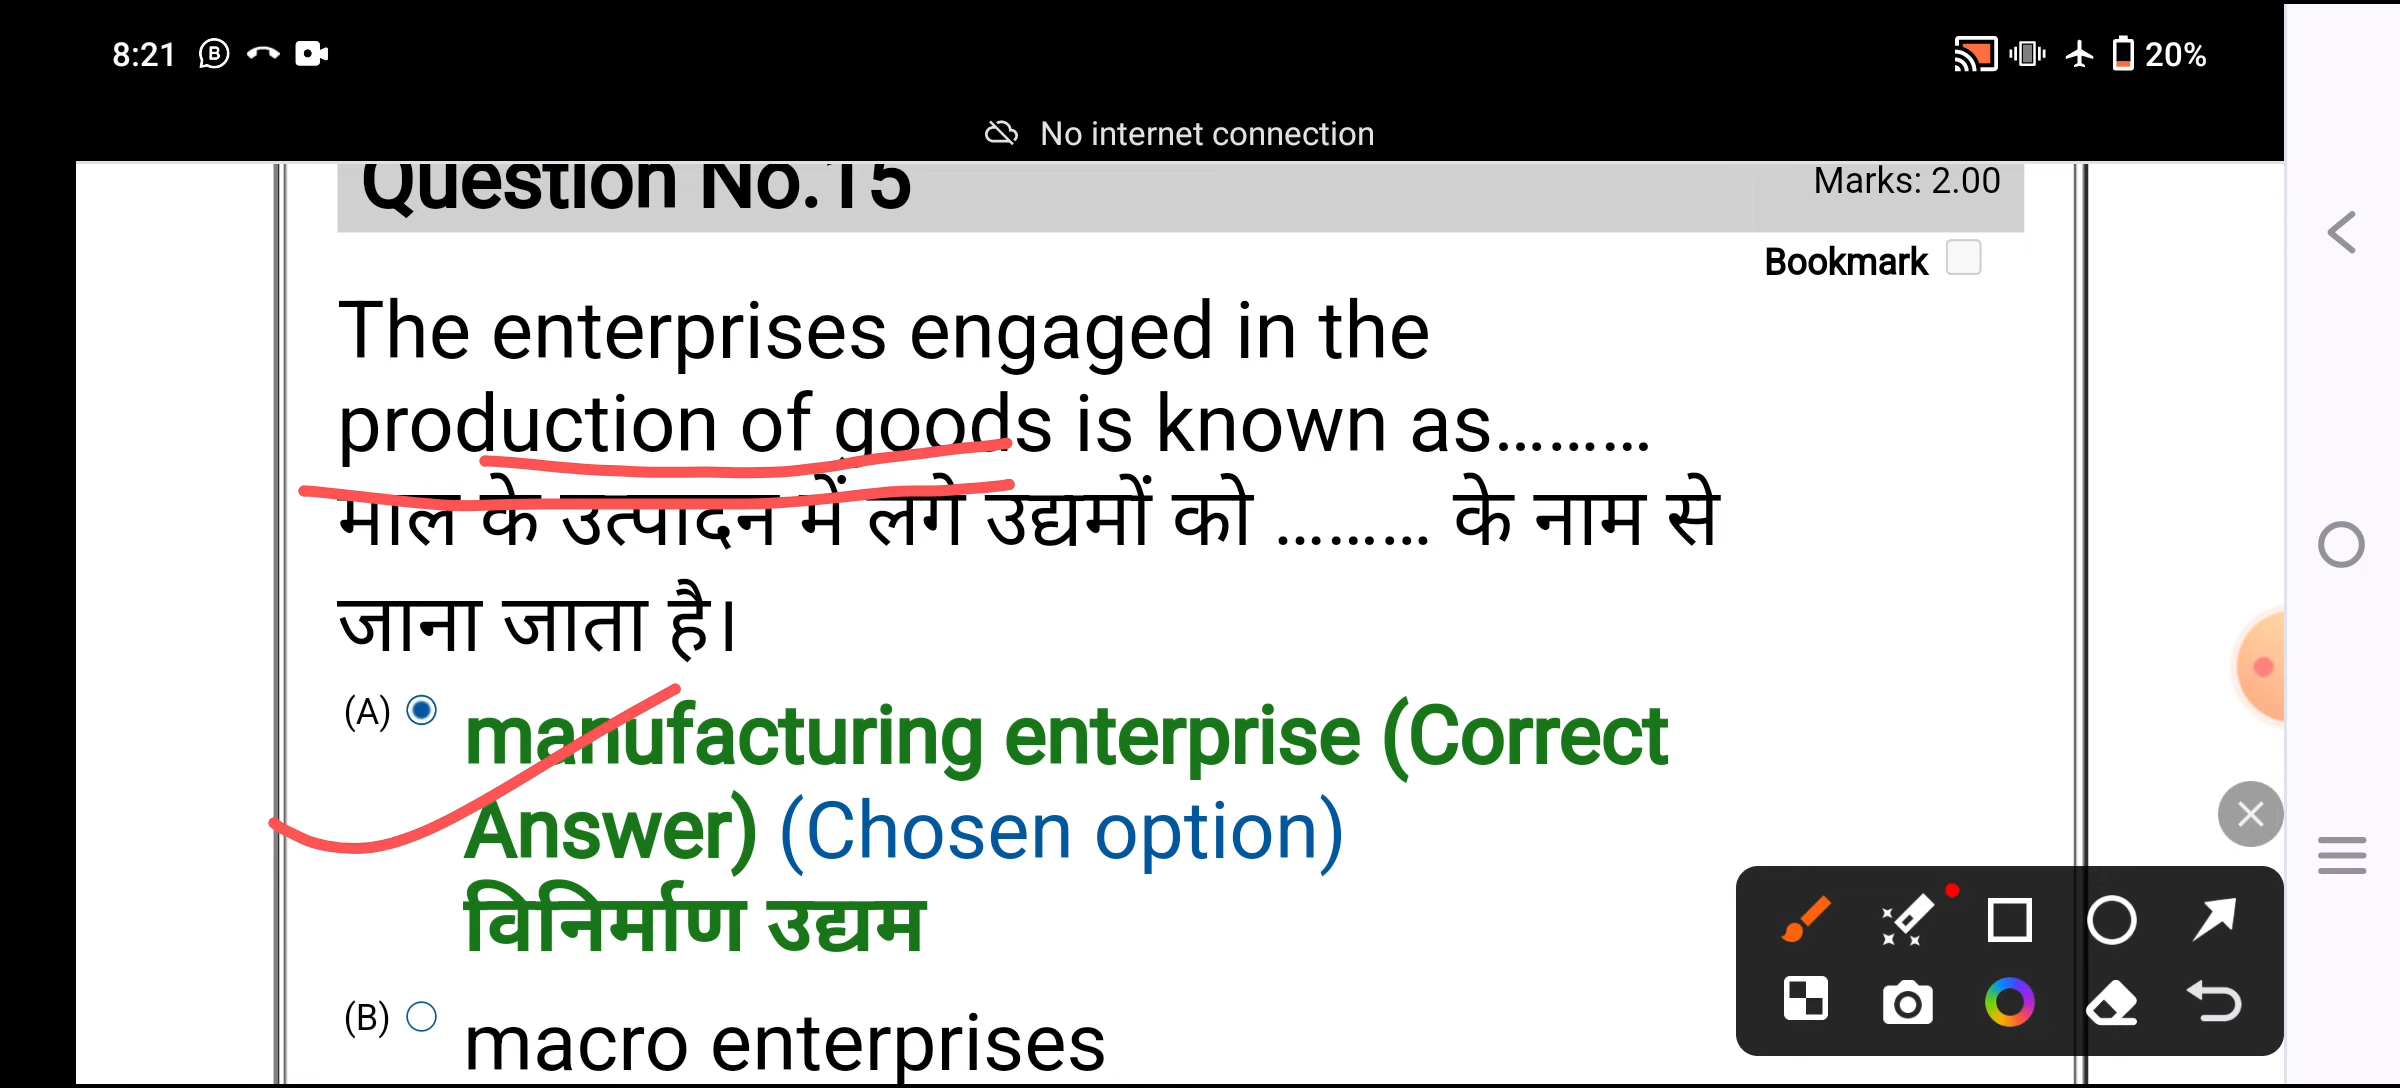 8:21
20%
No internet connection
Question No.15
Marks: 2.00
Bookmark
The enterprises engaged in the
production of goods is known as.........
माल के उत्पादन में लगे उद्यमों को ......... के नाम से
जाना जाता है।
(A) manufacturing enterprise (Correct
Answer) (Chosen option)
विनिर्माण उद्यम
(B) macro enterprises